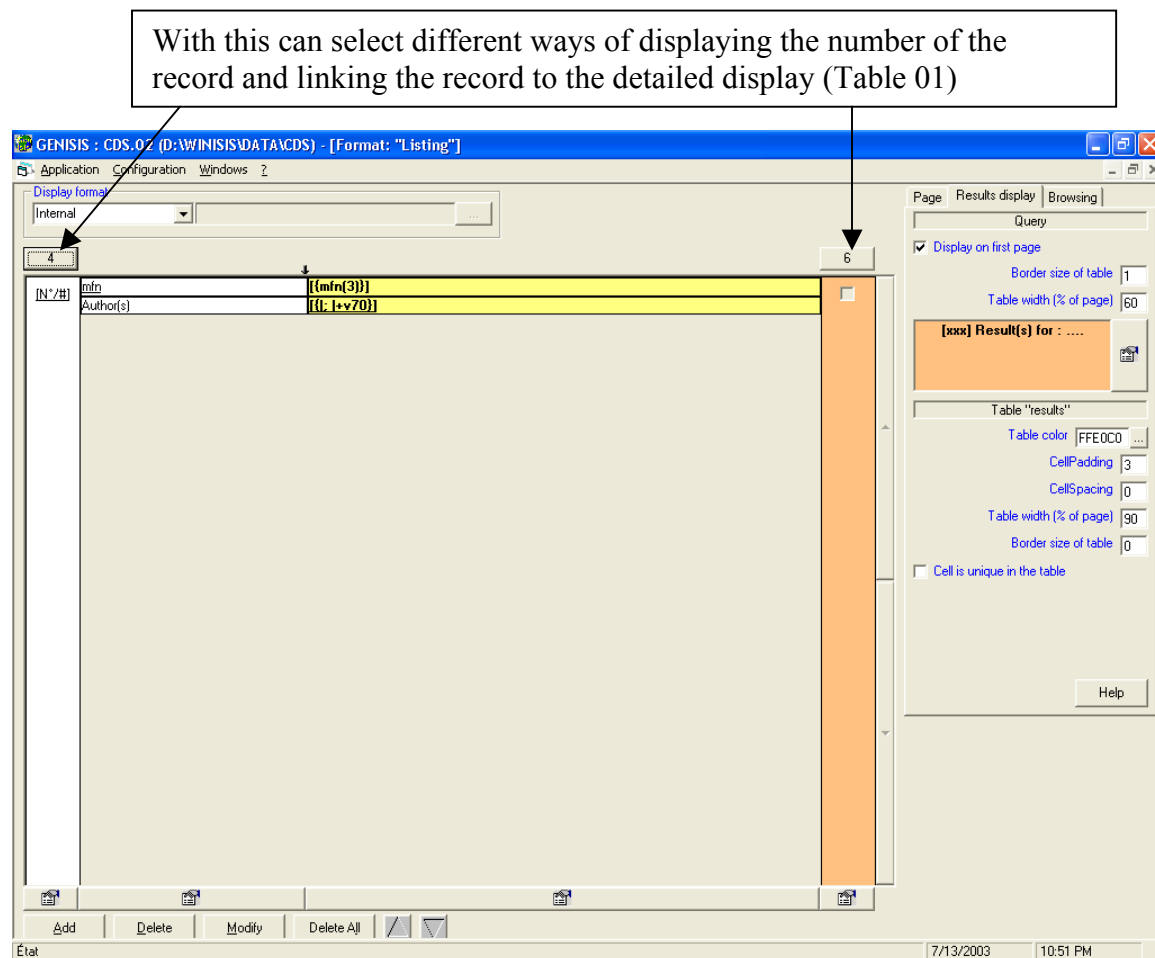 With this can select different ways of displaying the number of the
record and linking the record to the detailed display (Table 01)
GENISIS : CDS.02 (D:\WINISIS\DATA\CDS) - [Format: "Listing"]
Application Configuration Windows ?
Display format
Internal
...
Page Results display Browsing
Query
Display on first page
Border size of table 1
Table width (% of page) 60
[xxx] Result(s) for : ....
Table "results"
Table color FFE0C0 ...
CellPadding 3
CellSpacing 0
Table width (% of page) 90
Border size of table 0
Cell is unique in the table
Help
4 6
[N°/#] mfn [{mfn(3)}]
Author(s) [{|; |+v70}]
Add Delete Modify Delete All
État 7/13/2003 10:51 PM